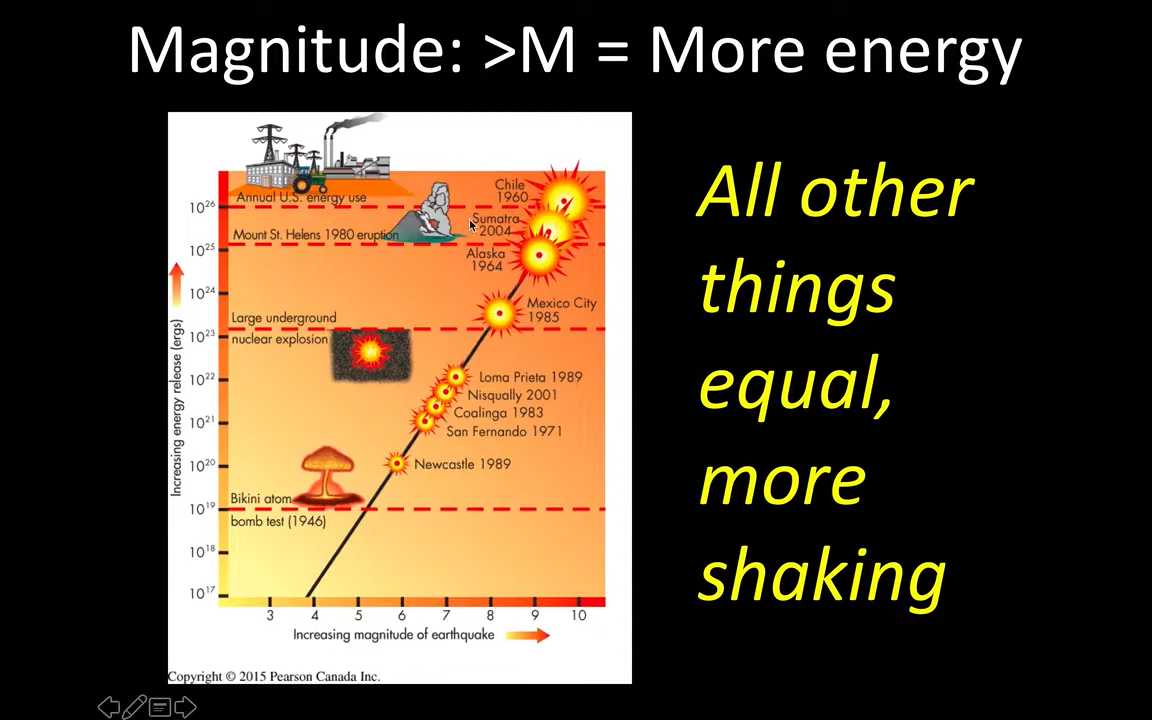 Magnitude: >M = More energy
Annual U.S. energy use
Mount St. Helens 1980 eruption
Large underground
nuclear explosion
Bikini atom
bomb test (1946)
Chile
1960
Sumatra
2004
Alaska
1964
Mexico City
1985
Loma Prieta 1989
Nisqually 2001
Coalinga 1983
San Fernando 1971
Newcastle 1989
Increasing energy release (ergs)
10²⁶
10²⁵
10²⁴
10²³
10²²
10²¹
10²⁰
10¹⁹
10¹⁸
10¹⁷
3 4 5 6 7 8 9 10
Increasing magnitude of earthquake
Copyright © 2015 Pearson Canada Inc.
All other
things
equal,
more
shaking